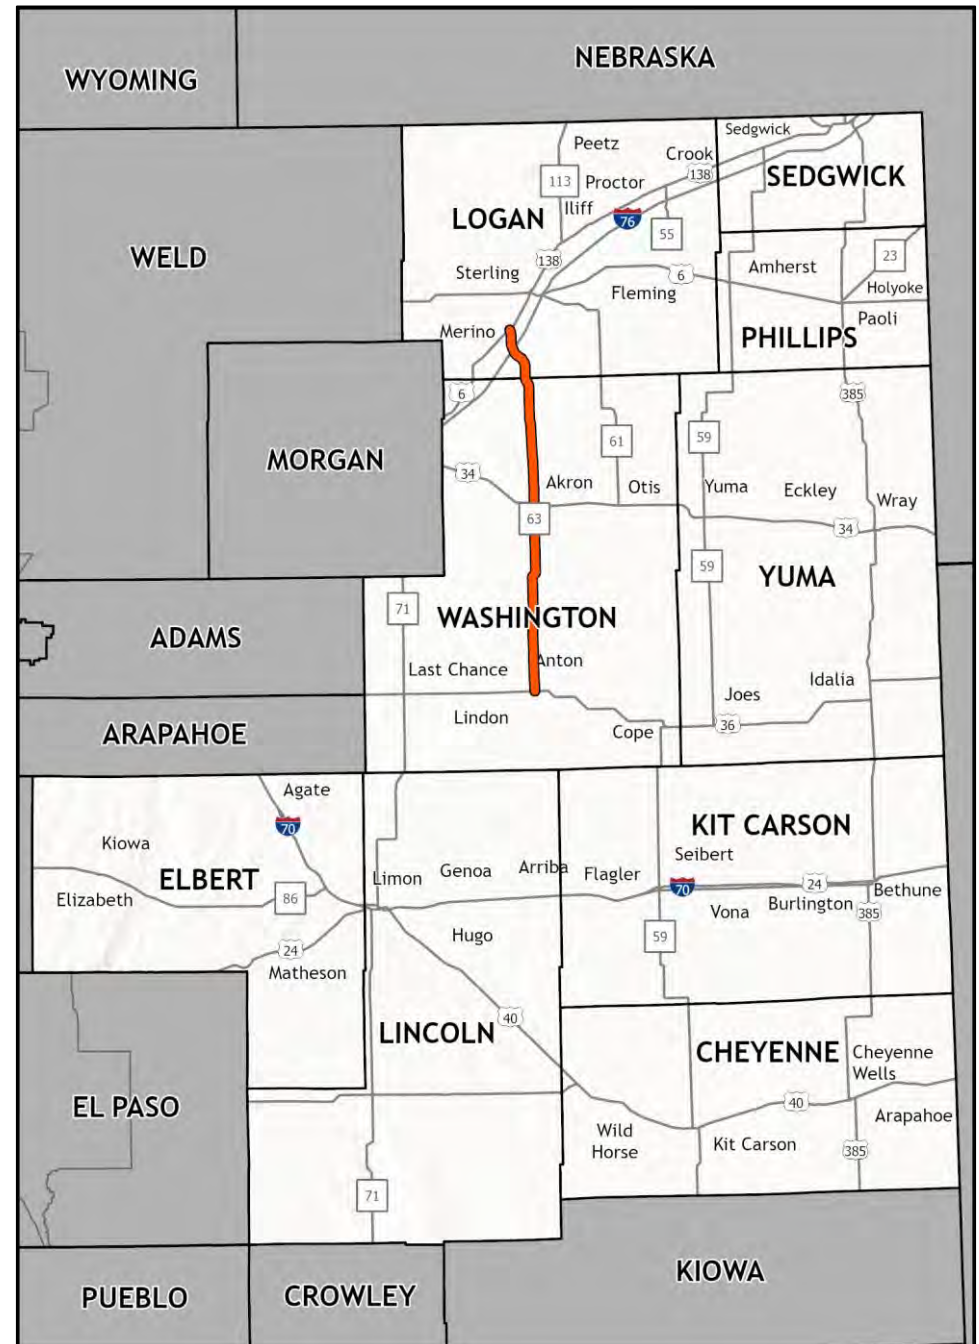 NEBRASKA
WYOMING
Sedgwick
Peetz
Crook
138
113
Proctor
SEDGWICK
Iliff
LOGAN
76
55
WELD
138
23
Sterling
6
Amherst
Holyoke
Fleming
Paoli
Merino
PHILLIPS
6
385
61
59
MORGAN
34
Akron
Otis
Yuma
Eckley
Wray
63
34
59
YUMA
71
WASHINGTON
ADAMS
Anton
Last Chance
Idalia
Joes
Lindon
36
Cope
ARAPAHOE
Agate
70
KIT CARSON
Kiowa
Seibert
Genoa
Arriba
Flagler
ELBERT
Limon
70
24
Bethune
Elizabeth
86
Burlington
Vona
385
Hugo
59
24
Matheson
40
LINCOLN
CHEYENNE
Cheyenne
Wells
40
EL PASO
Arapahoe
Wild
Horse
Kit Carson
385
71
KIOWA
PUEBLO
CROWLEY